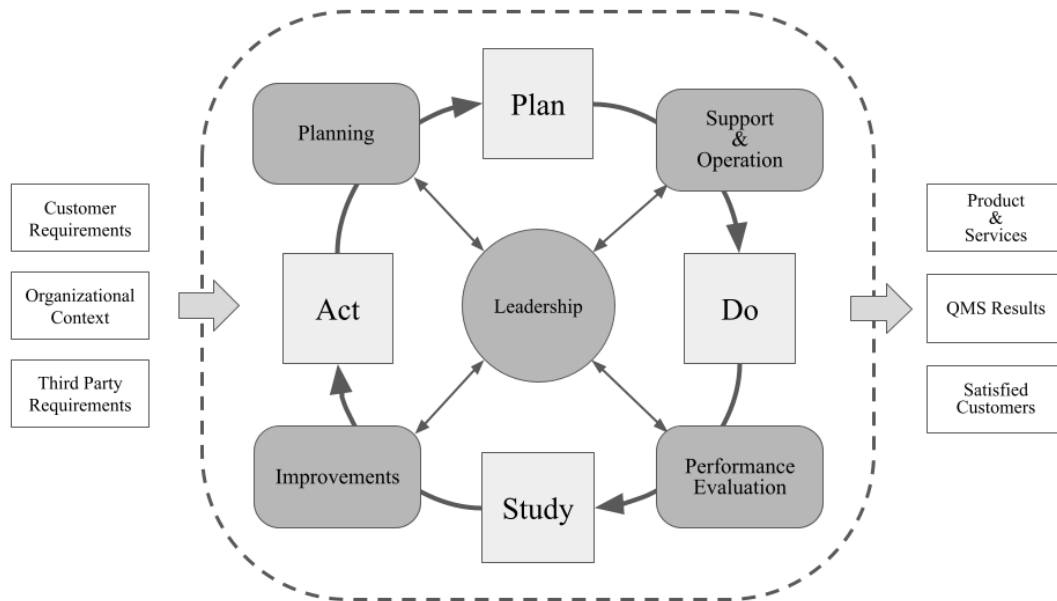 Customer
Requirements
Organizational
Context
Third Party
Requirements
Planning
Plan
Support
&
Operation
Act
Leadership
Do
Improvements
Study
Performance
Evaluation
Product
&
Services
QMS Results
Satisfied
Customers